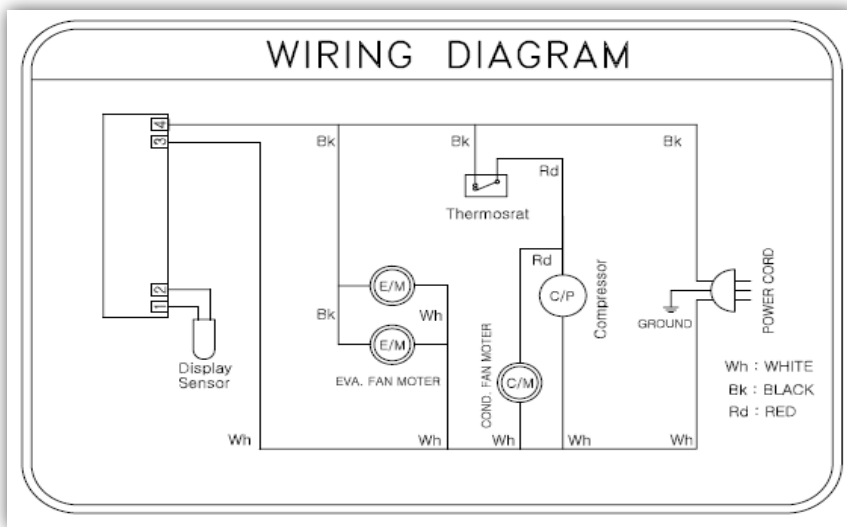 WIRING DIAGRAM
4
3
Bk
Bk
Bk
Rd
Thermosrat
Rd
E/M
C/P
Compressor
POWER CORD
2
1
Bk
Wh
GROUND
E/M
Display
Sensor
EVA. FAN MOTER
COND. FAN MOTER
C/M
Wh : WHITE
Bk : BLACK
Rd : RED
Wh
Wh
Wh
Wh
Wh